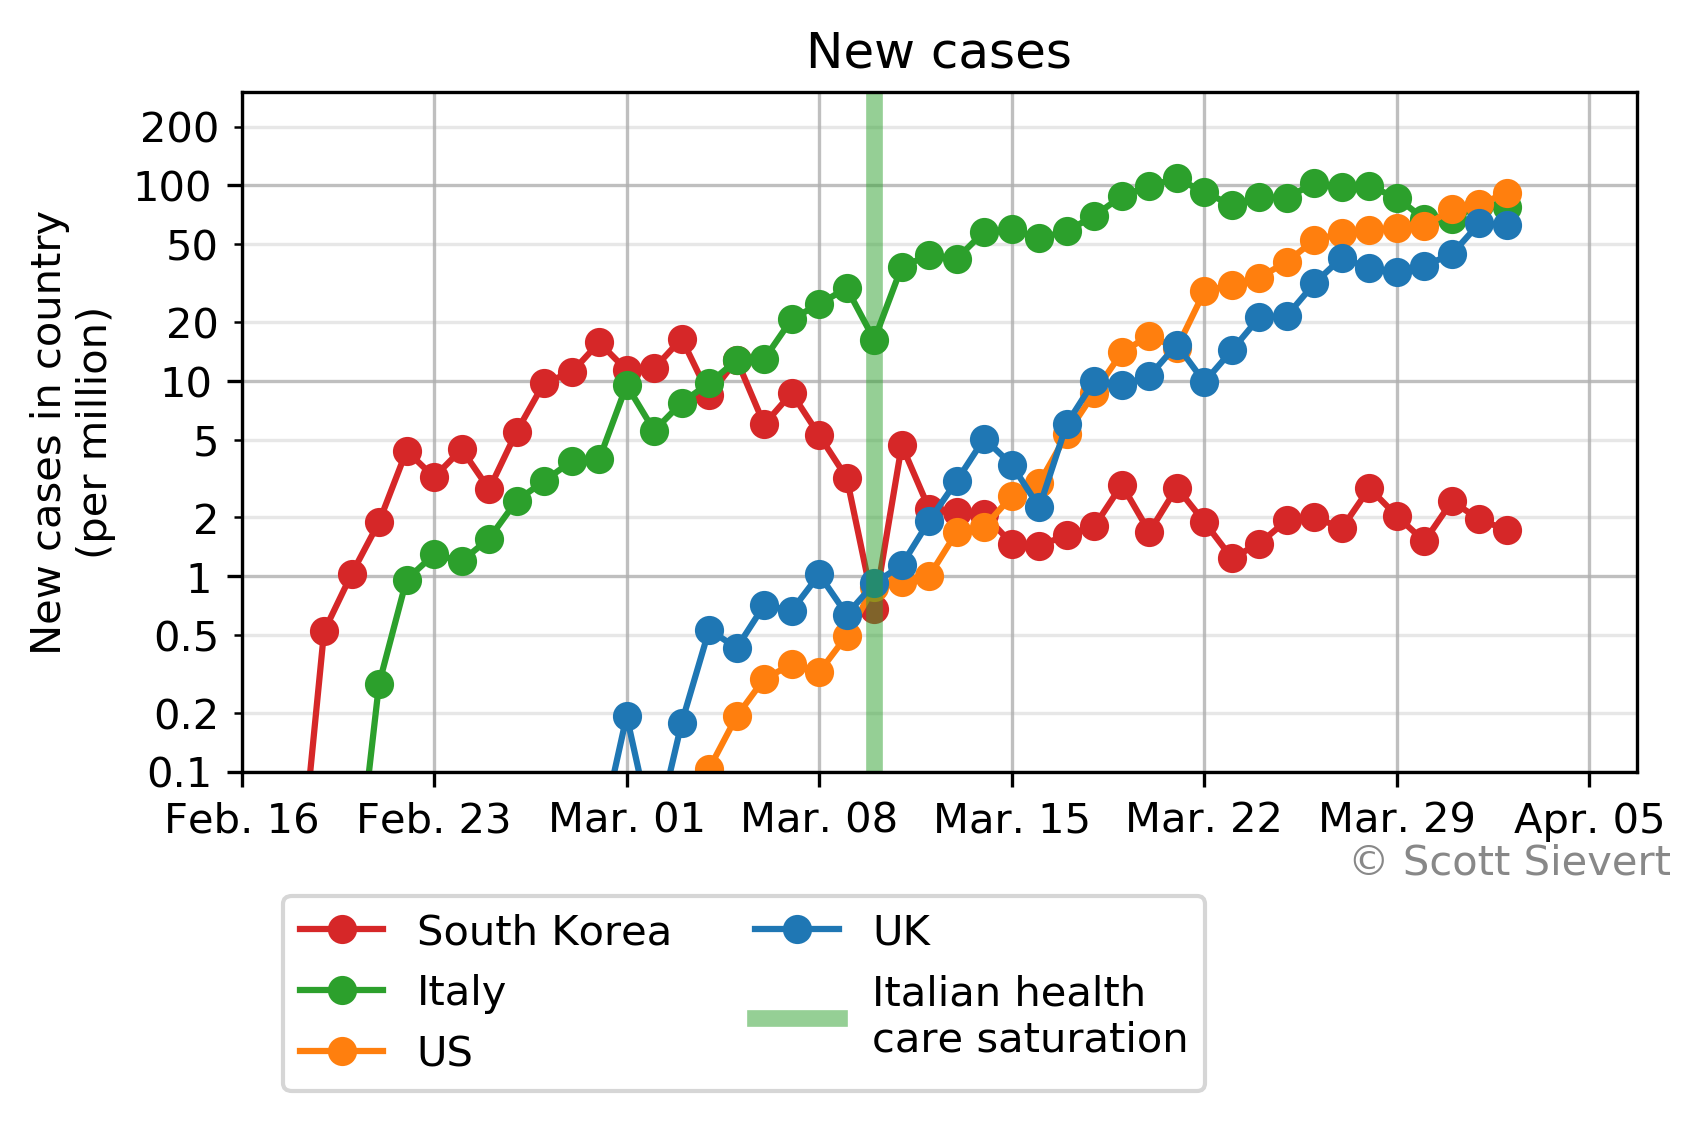 New cases
New cases in country
(per million)
200
100
50
20
10
5
2
1
0.5
0.2
0.1
Feb. 16 Feb. 23 Mar. 01 Mar. 08 Mar. 15 Mar. 22 Mar. 29 Apr. 05
© Scott Sievert
South Korea
Italy
US
UK
Italian health
care saturation